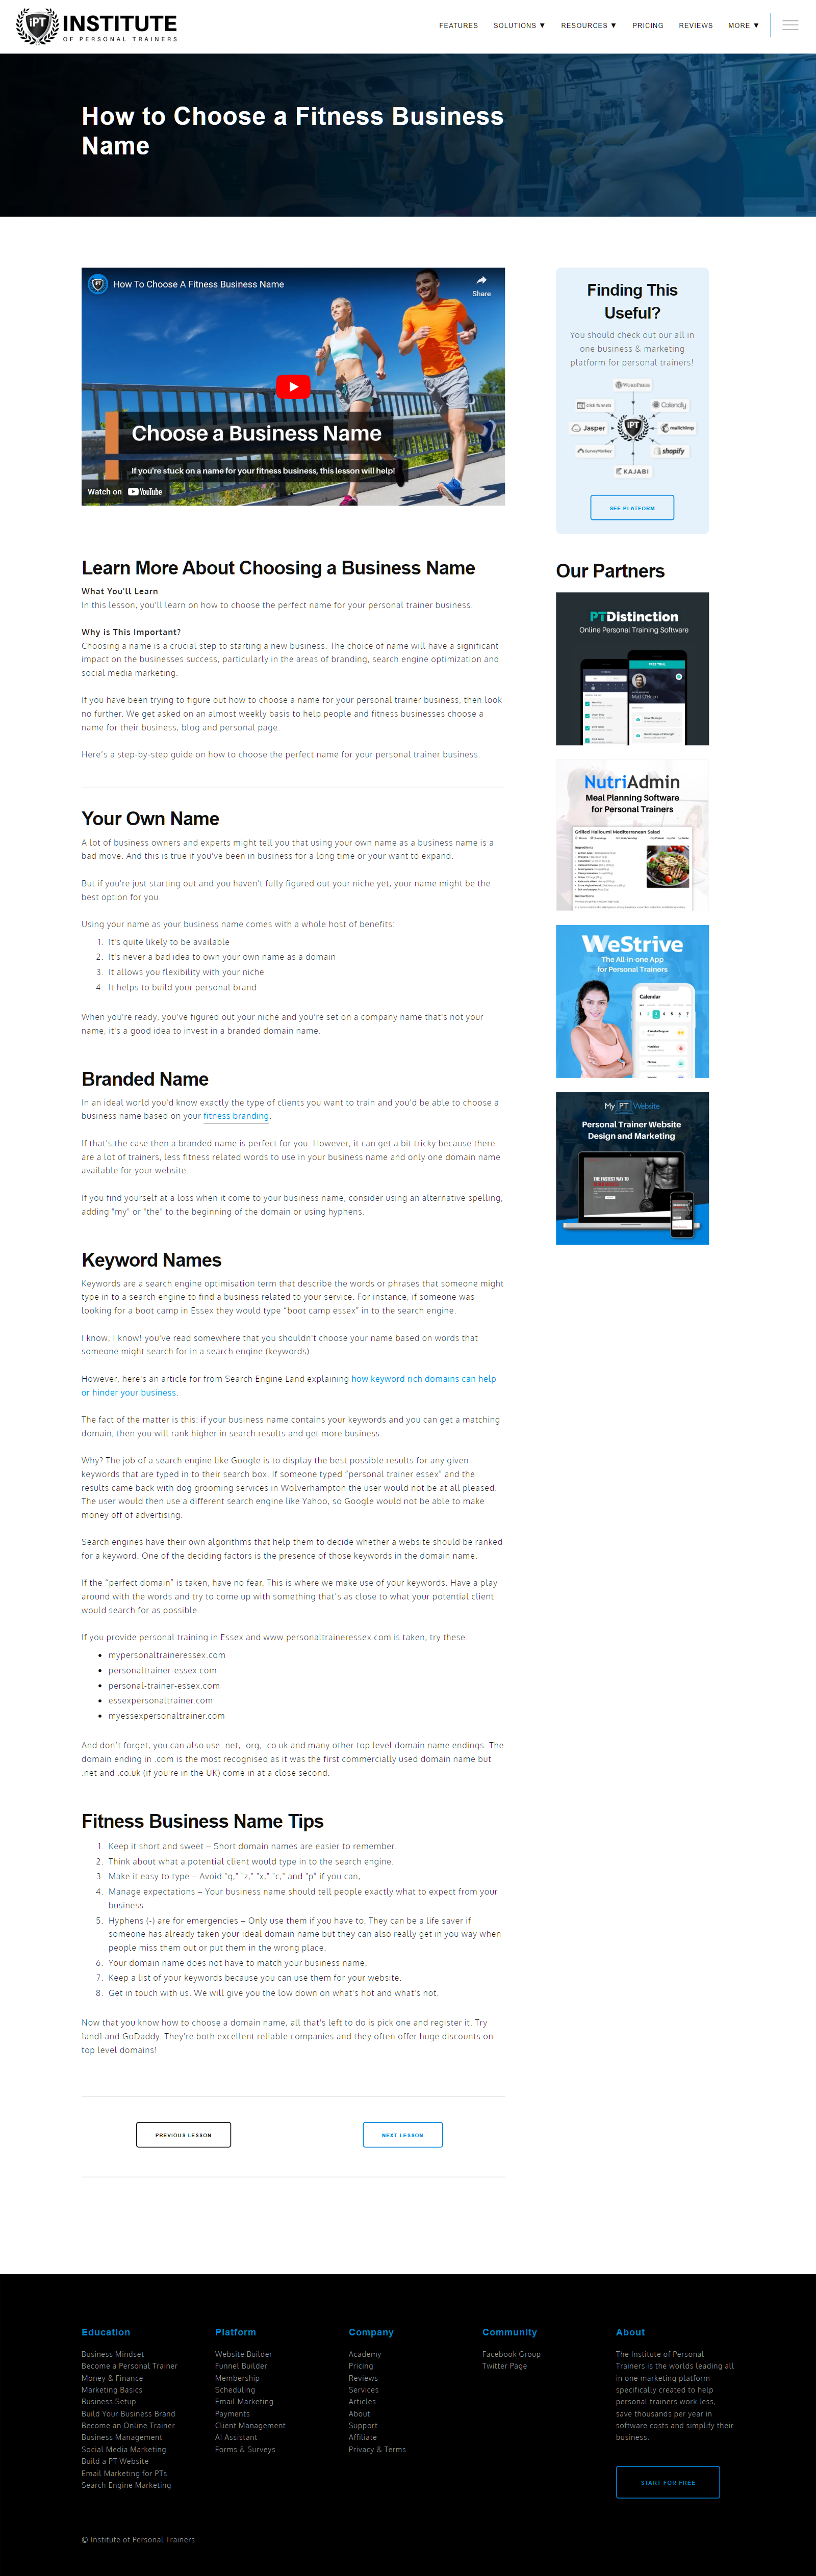 iPT INSTITUTE
OF PERSONAL TRAINERS
FEATURES SOLUTIONS ▼ RESOURCES ▼ PRICING REVIEWS MORE ▼
How to Choose a Fitness Business
Name
How To Choose A Fitness Business Name
Share
Choose a Business Name
If you're stuck on a name for your fitness business, this lesson will help!
Watch on YouTube
Learn More About Choosing a Business Name
What You'll Learn
In this lesson, you'll learn on how to choose the perfect name for your personal trainer business.
Why is This Important?
Choosing a name is a crucial step to starting a new business. The choice of name will have a significant
impact on the businesses success, particularly in the areas of branding, search engine optimization and
social media marketing.
If you have been trying to figure out how to choose a name for your personal trainer business, then look
no further. We get asked on an almost weekly basis to help people and fitness businesses choose a
name for their business, blog and personal page.
Here's a step-by-step guide on how to choose the perfect name for your personal trainer business.
Your Own Name
A lot of business owners and experts might tell you that using your own name as a business name is a
bad move. And this is true if you've been in business for a long time or your want to expand.
But if you're just starting out and you haven't fully figured out your niche yet, your name might be the
best option for you.
Using your name as your business name comes with a whole host of benefits:
1. It's quite likely to be available
2. It's never a bad idea to own your own name as a domain
3. It allows you flexibility with your niche
4. It helps to build your personal brand
When you're ready, you've figured out your niche and you're set on a company name that's not your
name, it's a good idea to invest in a branded domain name.
Branded Name
In an ideal world you'd know exactly the type of clients you want to train and you'd be able to choose a
business name based on your fitness branding.
If that's the case then a branded name is perfect for you. However, it can get a bit tricky because there
are a lot of trainers, less fitness related words to use in your business name and only one domain name
available for your website.
If you find yourself at a loss when it come to your business name, consider using an alternative spelling,
adding "my" or "the" to the beginning of the domain or using hyphens.
Keyword Names
Keywords are a search engine optimisation term that describe the words or phrases that someone might
type in to a search engine to find a business related to your service. For instance, if someone was
looking for a boot camp in Essex they would type "boot camp essex" in to the search engine.
I know, I know! you've read somewhere that you shouldn't choose your name based on words that
someone might search for in a search engine (keywords).
However, here's an article for from Search Engine Land explaining how keyword rich domains can help
or hinder your business.
The fact of the matter is this: if your business name contains your keywords and you can get a matching
domain, then you will rank higher in search results and get more business.
Why? The job of a search engine like Google is to display the best possible results for any given
keywords that are typed in to their search box. If someone typed "personal trainer essex" and the
results came back with dog grooming services in Wolverhampton the user would not be at all pleased.
The user would then use a different search engine like Yahoo, so Google would not be able to make
money off of advertising.
Search engines have their own algorithms that help them to decide whether a website should be ranked
for a keyword. One of the deciding factors is the presence of those keywords in the domain name.
If the "perfect domain" is taken, have no fear. This is where we make use of your keywords. Have a play
around with the words and try to come up with something that's as close to what your potential client
would search for as possible.
If you provide personal training in Essex and www.personaltraineressex.com is taken, try these.
• mypersonaltraineressex.com
• personaltrainer-essex.com
• personal-trainer-essex.com
• essexpersonaltrainer.com
• myessexpersonaltrainer.com
And don't forget, you can also use .net, .org, .co.uk and many other top level domain name endings. The
domain ending in .com is the most recognised as it was the first commercially used domain name but
.net and .co.uk (if you're in the UK) come in at a close second.
Fitness Business Name Tips
1. Keep it short and sweet – Short domain names are easier to remember.
2. Think about what a potential client would type in to the search engine.
3. Make it easy to type – Avoid "q," "z," "x," "c," and "p" if you can,
4. Manage expectations – Your business name should tell people exactly what to expect from your
business
5. Hyphens (-) are for emergencies – Only use them if you have to. They can be a life saver if
someone has already taken your ideal domain name but they can also really get in you way when
people miss them out or put them in the wrong place.
6. Your domain name does not have to match your business name.
7. Keep a list of your keywords because you can use them for your website.
8. Get in touch with us. We will give you the low down on what's hot and what's not.
Now that you know how to choose a domain name, all that's left to do is pick one and register it. Try
1and1 and GoDaddy. They're both excellent reliable companies and they often offer huge discounts on
top level domains!
PREVIOUS LESSON
NEXT LESSON
Finding This
Useful?
You should check out our all in
one business & marketing
platform for personal trainers!
WordPress
click funnels
Calendly
Jasper
iPT
mailchimp
SurveyMonkey
shopify
KAJABI
SEE PLATFORM
Our Partners
PTDistinction
Online Personal Training Software
FREE TRIAL
NutriAdmin
Meal Planning Software
for Personal Trainers
Grilled Halloumi Mediterranean Salad
Ingredients
Instructions
WeStrive
The All-in-one App
for Personal Trainers
Calendar
1 2 3 4 5 6 7
My PT Website
Personal Trainer Website
Design and Marketing
THE FASTEST WAY TO
Education
Business Mindset
Become a Personal Trainer
Money & Finance
Marketing Basics
Business Setup
Build Your Business Brand
Become an Online Trainer
Business Management
Social Media Marketing
Build a PT Website
Email Marketing for PTs
Search Engine Marketing
Platform
Website Builder
Funnel Builder
Membership
Scheduling
Email Marketing
Payments
Client Management
AI Assistant
Forms & Surveys
Company
Academy
Pricing
Reviews
Services
Articles
About
Support
Affiliate
Privacy & Terms
Community
Facebook Group
Twitter Page
About
The Institute of Personal
Trainers is the worlds leading all
in one marketing platform
specifically created to help
personal trainers work less,
save thousands per year in
software costs and simplify their
business.
START FOR FREE
© Institute of Personal Trainers